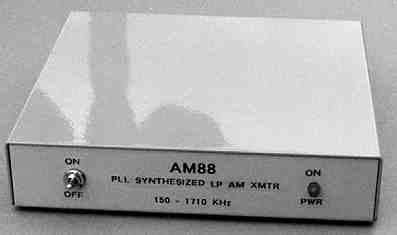 AM88
ON
PLL SYNTHESIZED LP AM XMTR
ON
OFF
150 - 1710 KHz
PWR